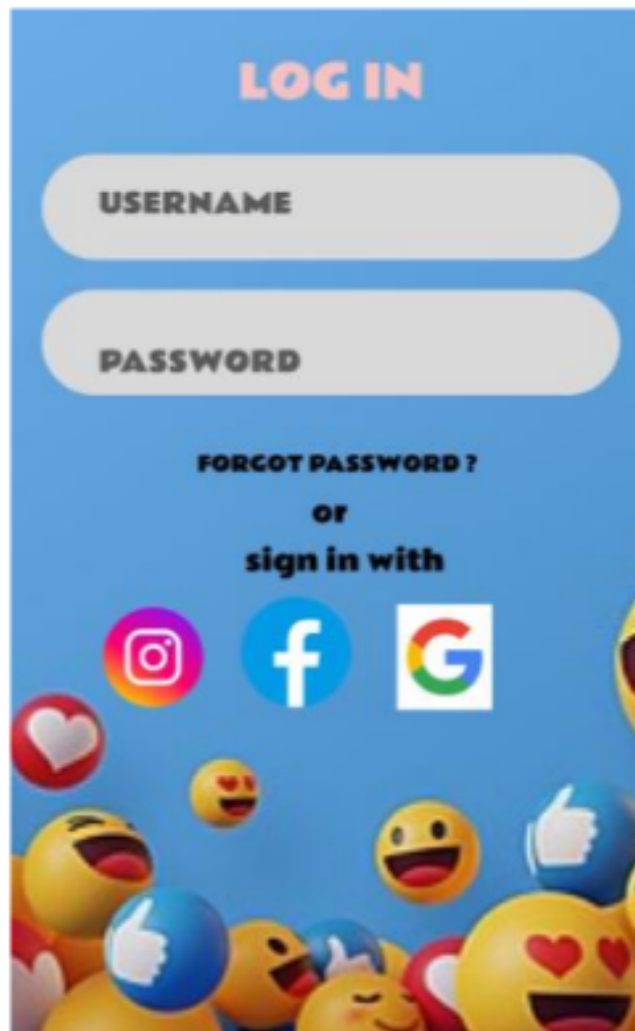 LOG IN
USERNAME
PASSWORD
FORGOT PASSWORD ?
or
sign in with